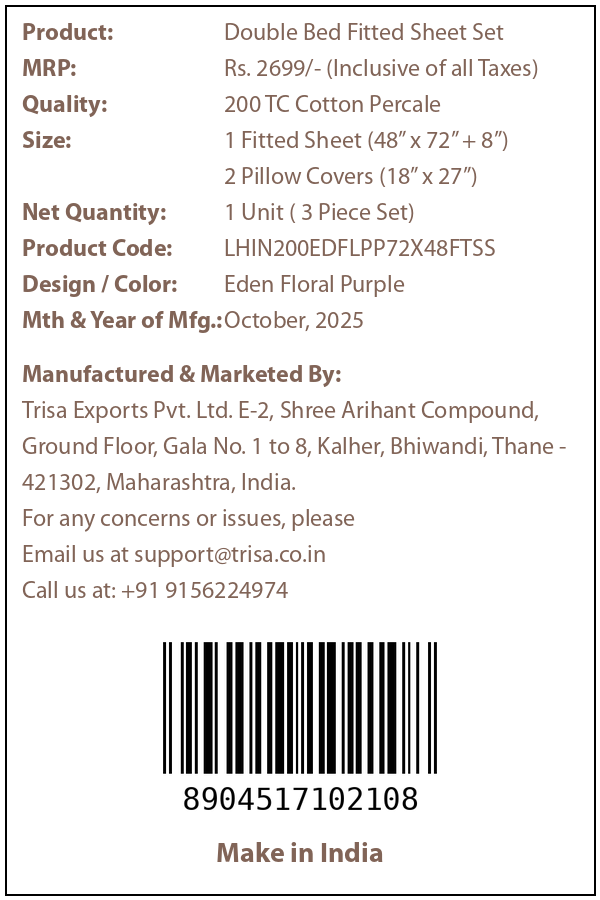 Product: Double Bed Fitted Sheet Set
MRP: Rs. 2699/- (Inclusive of all Taxes)
Quality: 200 TC Cotton Percale
Size: 1 Fitted Sheet (48” x 72” + 8”)
2 Pillow Covers (18” x 27”)
Net Quantity: 1 Unit ( 3 Piece Set)
Product Code: LHIN200EDFLPP72X48FTSS
Design / Color: Eden Floral Purple
Mth & Year of Mfg.: October, 2025
Manufactured & Marketed By:
Trisa Exports Pvt. Ltd. E-2, Shree Arihant Compound,
Ground Floor, Gala No. 1 to 8, Kalher, Bhiwandi, Thane -
421302, Maharashtra, India.
For any concerns or issues, please
Email us at support@trisa.co.in
Call us at: +91 9156224974
8904517102108
Make in India